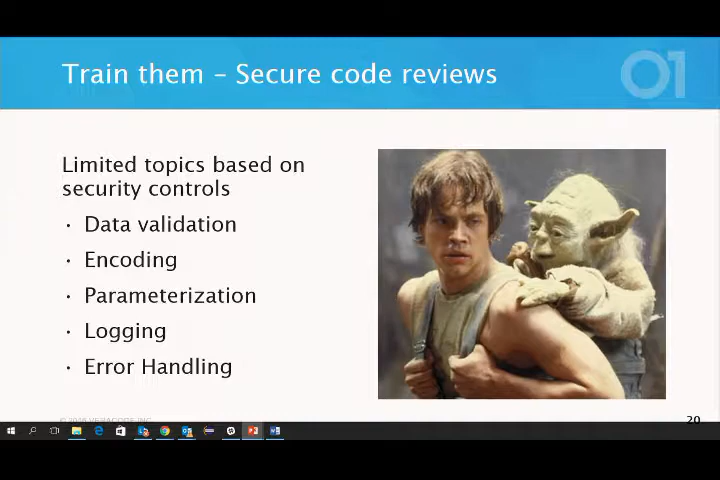 Train them – Secure code reviews
01
Limited topics based on
security controls
· Data validation
· Encoding
· Parameterization
· Logging
· Error Handling
20